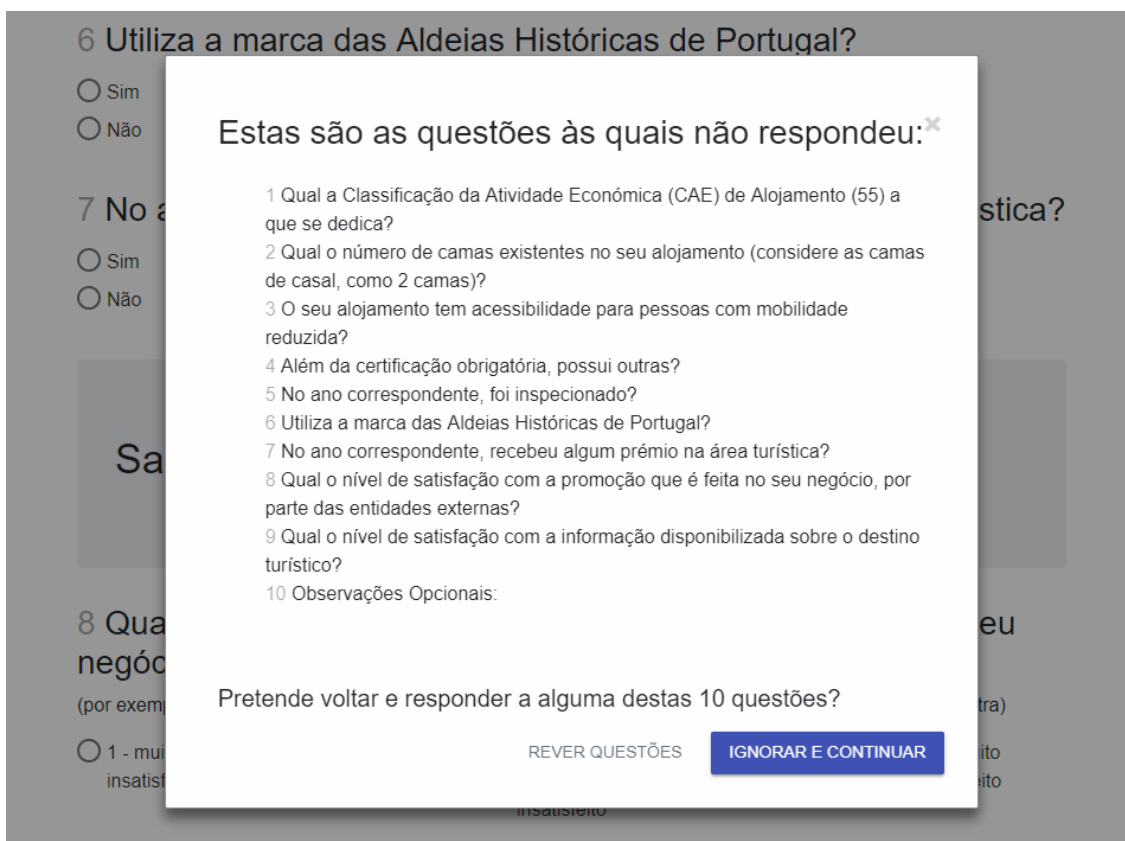 6 Utiliza a marca das Aldeias Históricas de Portugal?
Sim
Não
Estas são as questões às quais não respondeu:
×
1 Qual a Classificação da Atividade Económica (CAE) de Alojamento (55) a
que se dedica?
2 Qual o número de camas existentes no seu alojamento (considere as camas
de casal, como 2 camas)?
3 O seu alojamento tem acessibilidade para pessoas com mobilidade
reduzida?
4 Além da certificação obrigatória, possui outras?
5 No ano correspondente, foi inspecionado?
6 Utiliza a marca das Aldeias Históricas de Portugal?
7 No ano correspondente, recebeu algum prémio na área turística?
8 Qual o nível de satisfação com a promoção que é feita no seu negócio, por
parte das entidades externas?
9 Qual o nível de satisfação com a informação disponibilizada sobre o destino
turístico?
10 Observações Opcionais:
Pretende voltar e responder a alguma destas 10 questões?
REVER QUESTÕES
IGNORAR E CONTINUAR
7 No
stica?
Sim
Não
Sa
8 Qua
eu
negóc
(por exem
tra)
1 - mui
ito
insatisf
eito
insatisfeito